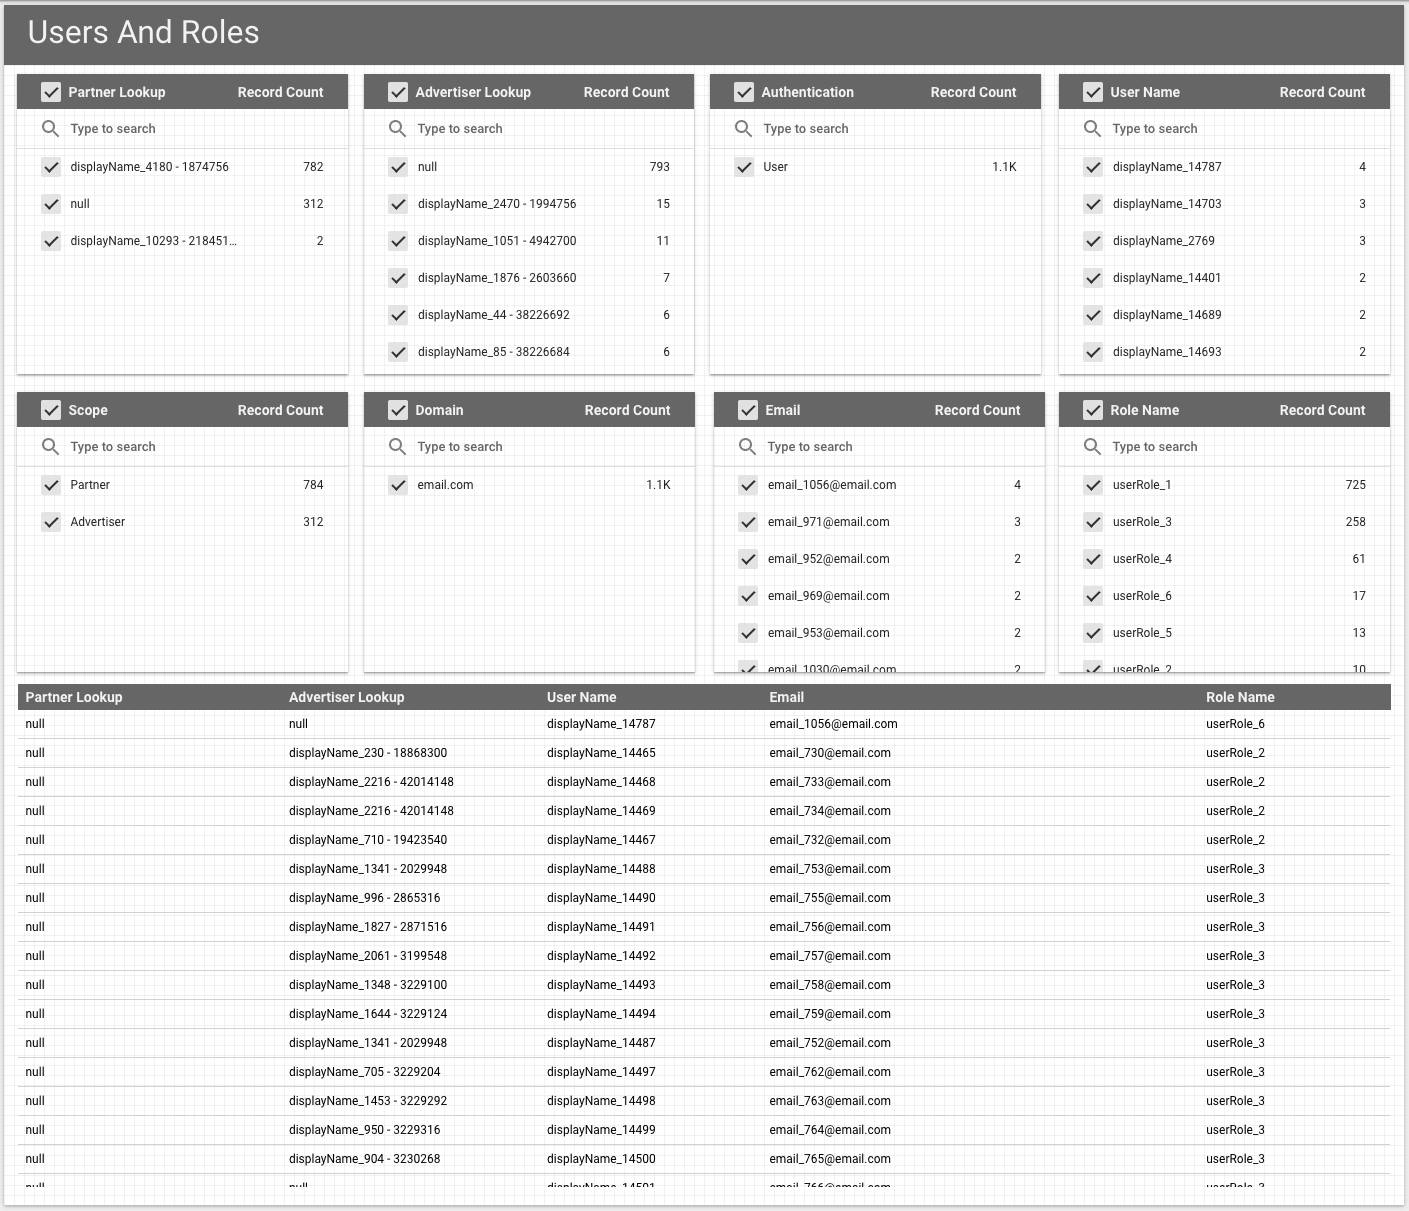 Users And Roles
Partner Lookup Record Count
Type to search
displayName_4180 - 1874756 782
null 312
displayName_10293 - 218451... 2
Advertiser Lookup Record Count
Type to search
null 793
displayName_2470 - 1994756 15
displayName_1051 - 4942700 11
displayName_1876 - 2603660 7
displayName_44 - 38226692 6
displayName_85 - 38226684 6
Authentication Record Count
Type to search
User 1.1K
User Name Record Count
Type to search
displayName_14787 4
displayName_14703 3
displayName_2769 3
displayName_14401 2
displayName_14689 2
displayName_14693 2
Scope Record Count
Type to search
Partner 784
Advertiser 312
Domain Record Count
Type to search
email.com 1.1K
Email Record Count
Type to search
email_1056@email.com 4
email_971@email.com 3
email_952@email.com 2
email_969@email.com 2
email_953@email.com 2
email_1030@email.com 2
Role Name Record Count
Type to search
userRole_1 725
userRole_3 258
userRole_4 61
userRole_6 17
userRole_5 13
userRole_2 10
Partner Lookup Advertiser Lookup User Name Email Role Name
null null displayName_14787 email_1056@email.com userRole_6
null displayName_230 - 18868300 displayName_14465 email_730@email.com userRole_2
null displayName_2216 - 42014148 displayName_14468 email_733@email.com userRole_2
null displayName_2216 - 42014148 displayName_14469 email_734@email.com userRole_2
null displayName_710 - 19423540 displayName_14467 email_732@email.com userRole_2
null displayName_1341 - 2029948 displayName_14488 email_753@email.com userRole_3
null displayName_996 - 2865316 displayName_14490 email_755@email.com userRole_3
null displayName_1827 - 2871516 displayName_14491 email_756@email.com userRole_3
null displayName_2061 - 3199548 displayName_14492 email_757@email.com userRole_3
null displayName_1348 - 3229100 displayName_14493 email_758@email.com userRole_3
null displayName_1644 - 3229124 displayName_14494 email_759@email.com userRole_3
null displayName_1341 - 2029948 displayName_14487 email_752@email.com userRole_3
null displayName_705 - 3229204 displayName_14497 email_762@email.com userRole_3
null displayName_1453 - 3229292 displayName_14498 email_763@email.com userRole_3
null displayName_950 - 3229316 displayName_14499 email_764@email.com userRole_3
null displayName_904 - 3230268 displayName_14500 email_765@email.com userRole_3
null null